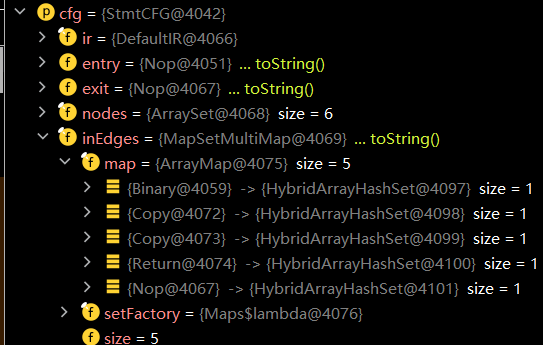 p cfg = {StmtCFG@4042}
f ir = {DefaultIR@4066}
f entry = {Nop@4051} ... toString()
f exit = {Nop@4067} ... toString()
f nodes = {ArraySet@4068} size = 6
f inEdges = {MapSetMultiMap@4069} ... toString()
f map = {ArrayMap@4075} size = 5
{Binary@4059} -> {HybridArrayHashSet@4097} size = 1
{Copy@4072} -> {HybridArrayHashSet@4098} size = 1
{Copy@4073} -> {HybridArrayHashSet@4099} size = 1
{Return@4074} -> {HybridArrayHashSet@4100} size = 1
{Nop@4067} -> {HybridArrayHashSet@4101} size = 1
f setFactory = {Maps$lambda@4076}
f size = 5